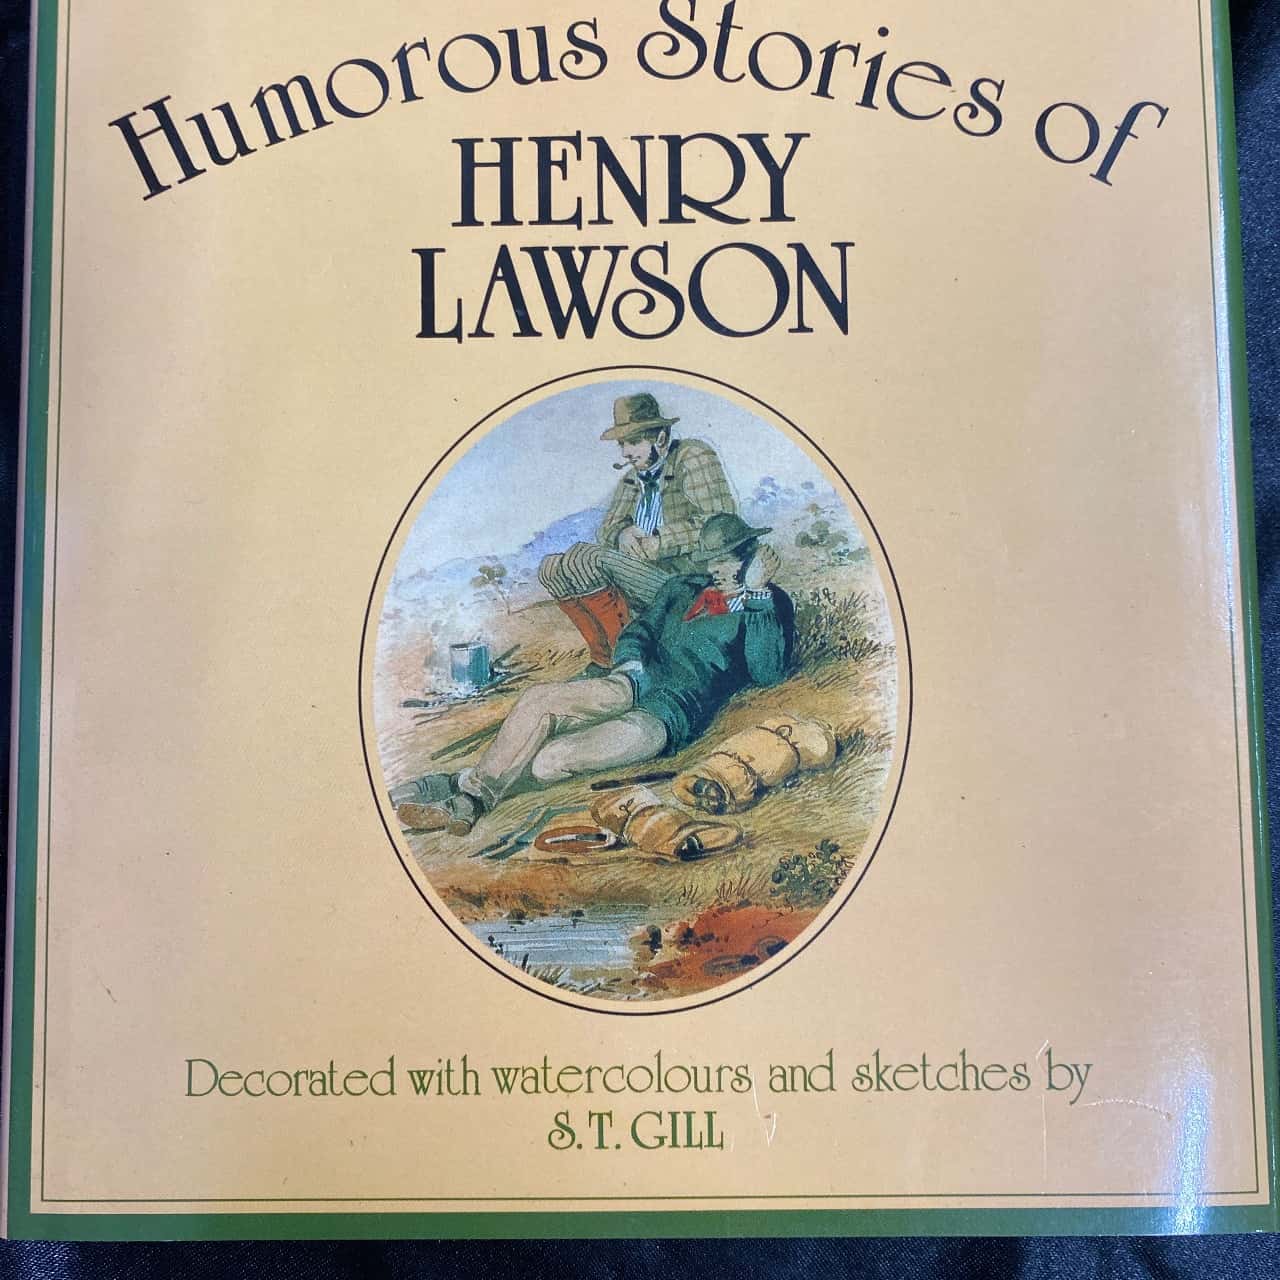 Humorous Stories of
HENRY
LAWSON
Decorated with watercolours and sketches by
S.T. GILL